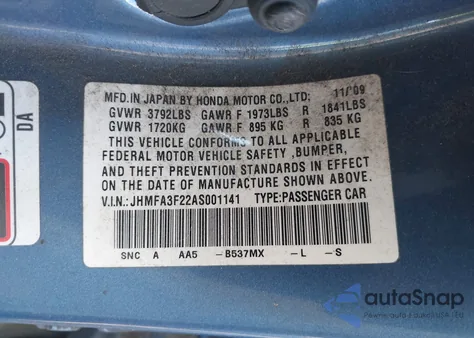 MFD.IN JAPAN BY HONDA MOTOR CO.,LTD: 11/09
GVWR 3792LBS GAWR F 1973LBS R 1841LBS
GVWR 1720KG GAWR F 895 KG R 835 KG
THIS VEHICLE CONFORMS TO ALL APPLICABLE
FEDERAL MOTOR VEHICLE SAFETY ,BUMPER,
AND THEFT PREVENTION STANDARDS IN EFFECT
ON THE DATE OF MANUFACTURE SHOWN ABOVE.
V.I.N.: JHMFA3F22AS001141 TYPE:PASSENGER CAR
SNC A AA5 -B537MX -L -S
DA
autoSnap